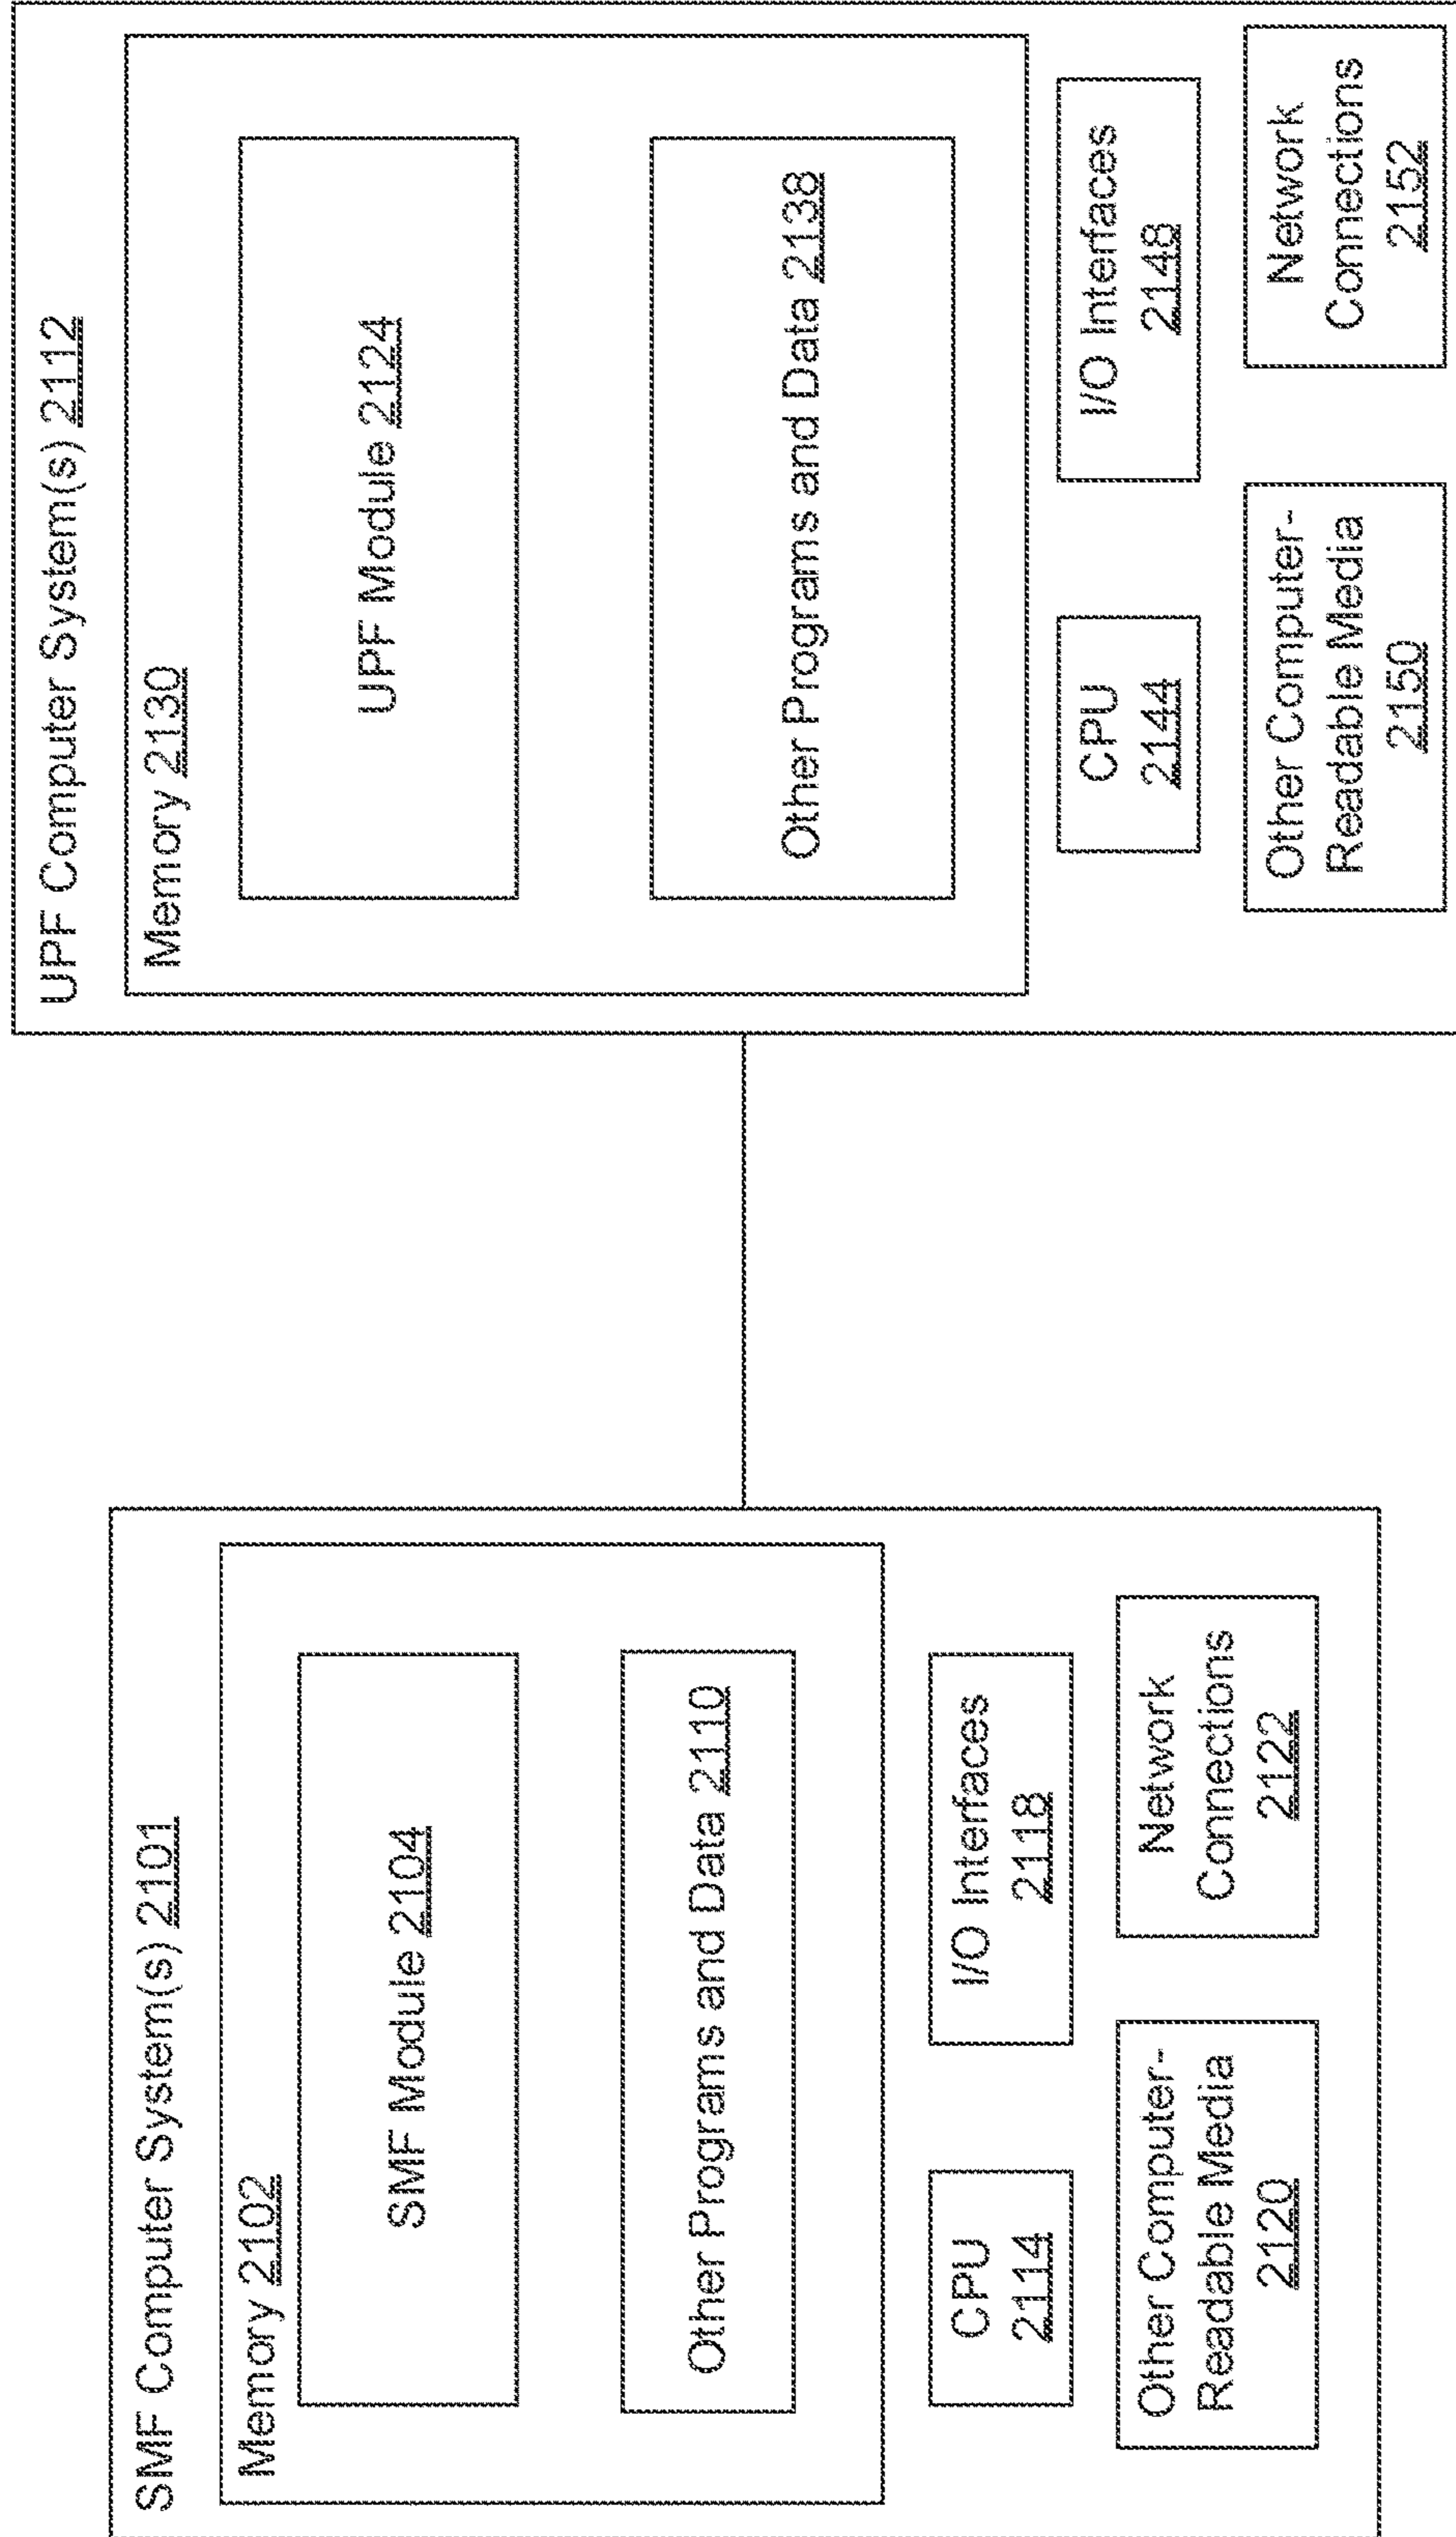 SMF Computer System(s) 2101
Memory 2102
SMF Module 2104
Other Programs and Data 2110
CPU
2114
I/O Interfaces
2118
Other Computer-
Readable Media
2120
Network
Connections
2122
UPF Computer System(s) 2112
Memory 2130
UPF Module 2124
Other Programs and Data 2138
CPU
2144
I/O Interfaces
2148
Other Computer-
Readable Media
2150
Network
Connections
2152